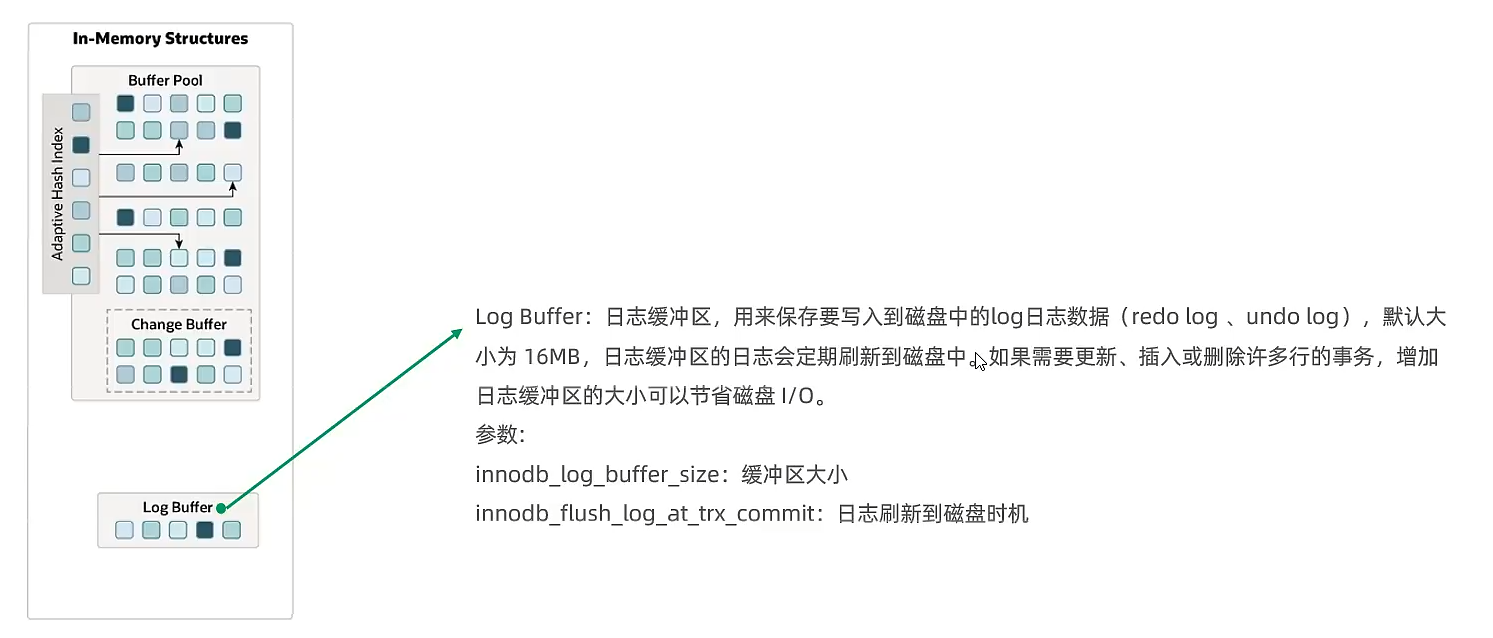 In-Memory Structures
Buffer Pool
Adaptive Hash Index
Change Buffer
Log Buffer
Log Buffer：日志缓冲区，用来保存要写入到磁盘中的log日志数据（redo log 、undo log），默认大
小为 16MB，日志缓冲区的日志会定期刷新到磁盘中。如果需要更新、插入或删除许多行的事务，增加
日志缓冲区的大小可以节省磁盘 I/O。
参数：
innodb_log_buffer_size：缓冲区大小
innodb_flush_log_at_trx_commit：日志刷新到磁盘时机